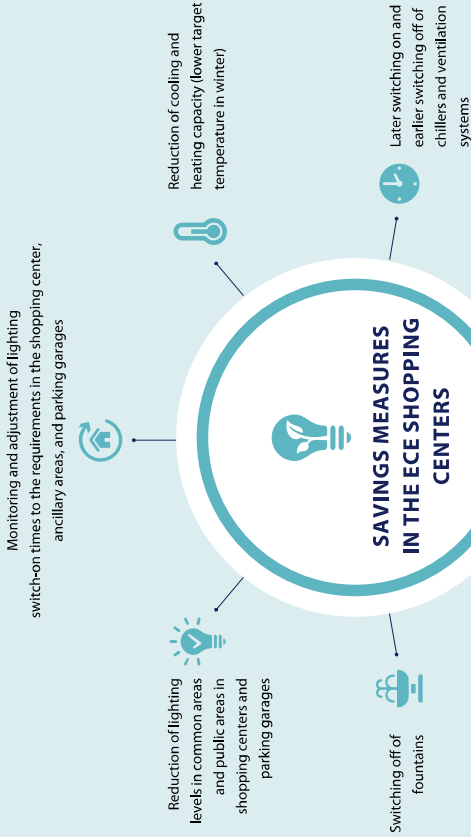 Monitoring and adjustment of lighting
switch-on times to the requirements in the shopping center,
ancillary areas, and parking garages
Reduction of lighting
levels in common areas
and public areas in
shopping centers and
parking garages
Reduction of cooling and
heating capacity (lower target
temperature in winter)
Switching off of
fountains
SAVINGS MEASURES
IN THE ECE SHOPPING
CENTERS
Later switching on and
earlier switching off of
chillers and ventilation
systems